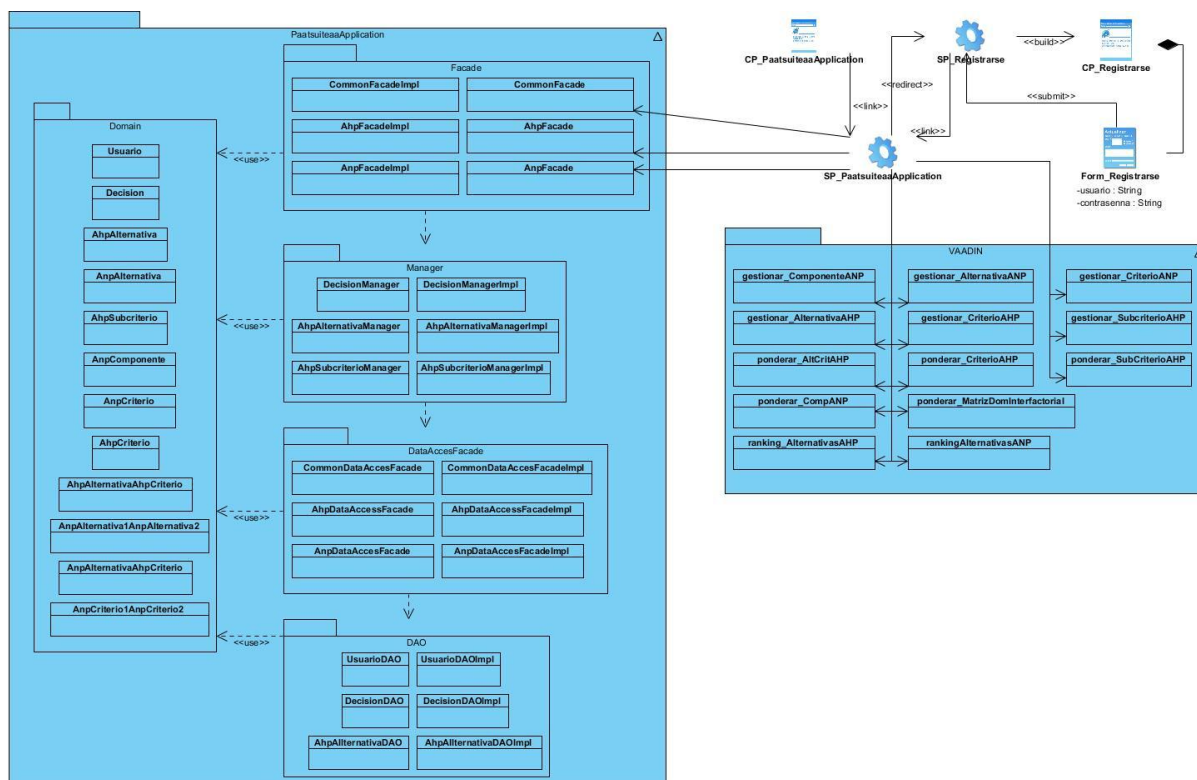 PaatsuiteaaApplication
Facade
CommonFacadeImpl
CommonFacade
AhpFacadeImpl
AhpFacade
AnpFacadeImpl
AnpFacade
Domain
Usuario
Decision
AhpAlternativa
AnpAlternativa
AhpSubcriterio
AnpComponente
AnpCriterio
AhpCriterio
AhpAlternativaAhpCriterio
AnpAlternativa1AnpAlternativa2
AnpAlternativaAhpCriterio
AnpCriterio1AnpCriterio2
<<use>>
<<use>>
<<use>>
<<use>>
Manager
DecisionManager
DecisionManagerImpl
AhpAlternativaManager
AhpAlternativaManagerImpl
AhpSubcriterioManager
AhpSubcriterioManagerImpl
DataAccesFacade
CommonDataAccesFacade
CommonDataAccesFacadeImpl
AhpDataAccessFacade
AhpDataAccessFacadeImpl
AnpDataAccesFacade
AnpDataAccesFacadeImpl
DAO
UsuarioDAO
UsuarioDAOImpl
DecisionDAO
DecisionDAOImpl
AhpAllternativaDAO
AhpAllternativaDAOImpl
CP_PaatsuiteaaApplication
SP_Registrarse
<<build>>
CP_Registrarse
<<redirect>>
<<link>>
<<submit>>
<<link>>
SP_PaatsuiteaaApplication
Form_Registrarse
-usuario : String
-contrasenna : String
VAADIN
gestionar_ComponenteANP
gestionar_AlternativaANP
gestionar_CriterioANP
gestionar_AlternativaAHP
gestionar_CriterioAHP
gestionar_SubcriterioAHP
ponderar_AltCritAHP
ponderar_CriterioAHP
ponderar_SubCriterioAHP
ponderar_CompANP
ponderar_MatrizDomInterfactorial
ranking_AlternativasAHP
rankingAlternativasANP